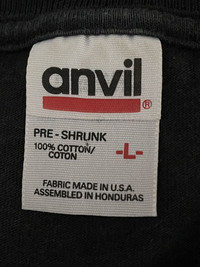 anvil®
PRE-SHRUNK
100% COTTON/
COTON
-L-
FABRIC MADE IN U.S.A.
ASSEMBLED IN HONDURAS